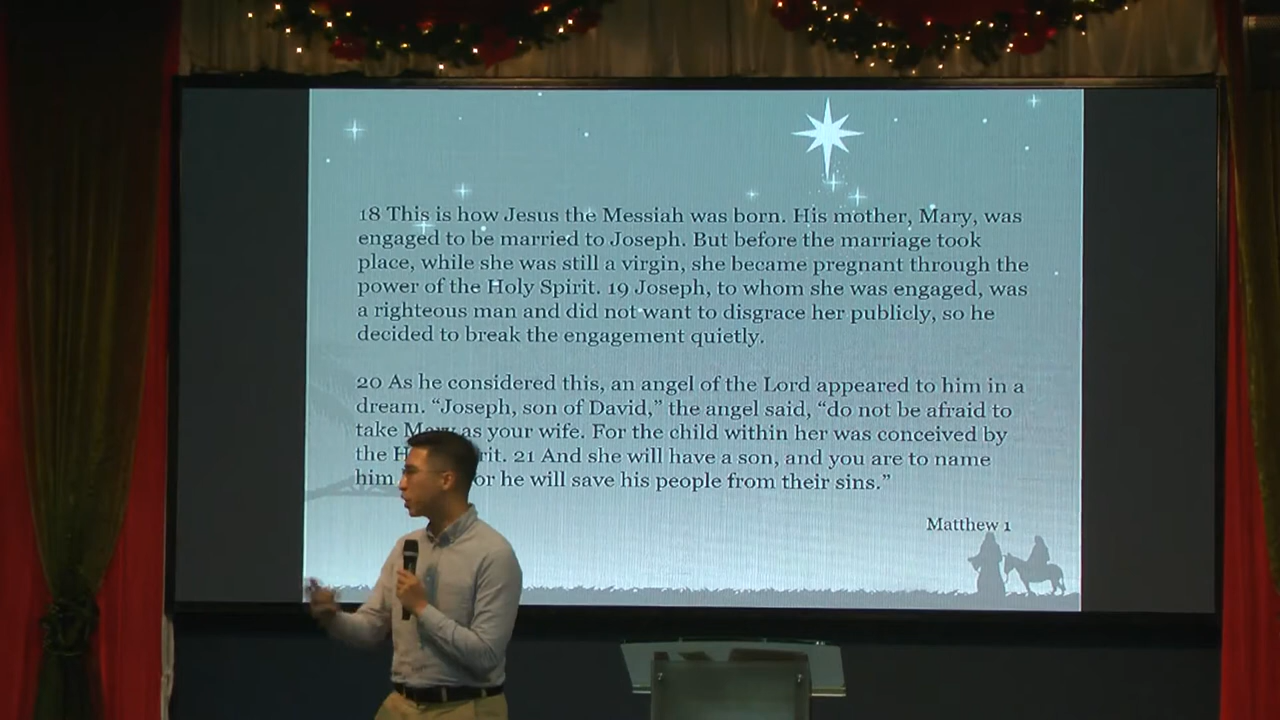 18 This is how Jesus the Messiah was born. His mother, Mary, was
engaged to be married to Joseph. But before the marriage took
place, while she was still a virgin, she became pregnant through the
power of the Holy Spirit. 19 Joseph, to whom she was engaged, was
a righteous man and did not want to disgrace her publicly, so he
decided to break the engagement quietly.
20 As he considered this, an angel of the Lord appeared to him in a
dream. “Joseph, son of David,” the angel said, “do not be afraid to
take Mary as your wife. For the child within her was conceived by
the 21 And she will have a son, and you are to name
him he will save his people from their sins.”
Matthew 1